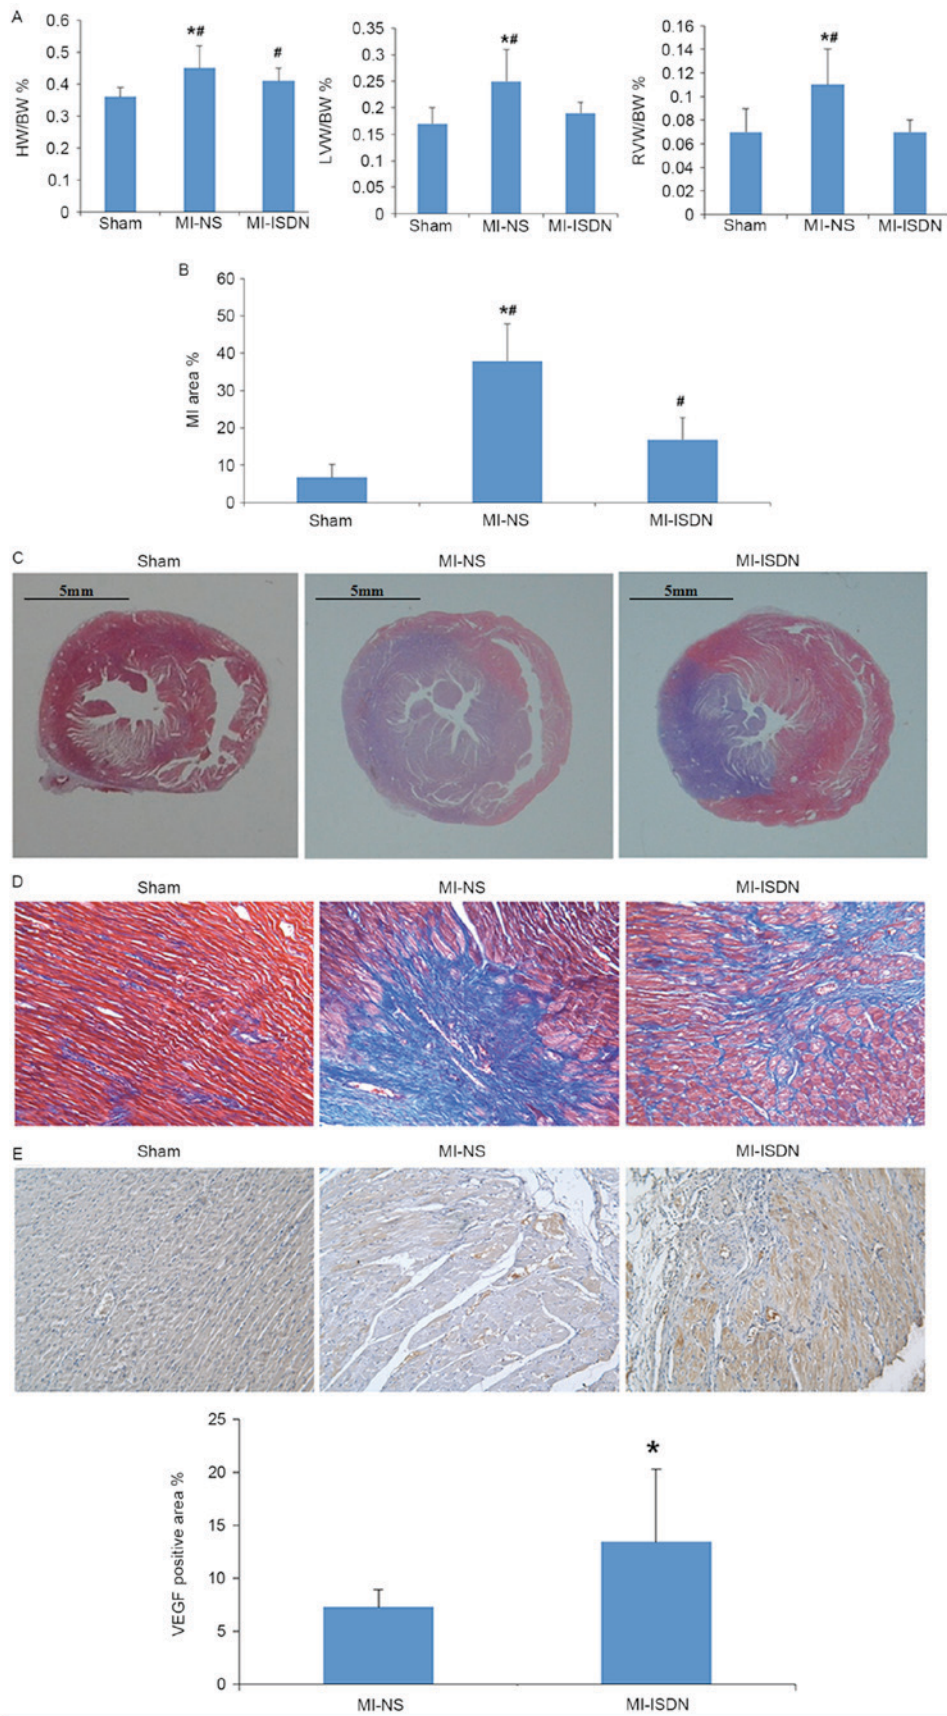 A
HW/BW %
0.6
0.5
0.4
0.3
0.2
0.1
0
*#
#
Sham MI-NS MI-ISDN
LVW/BW %
0.35
0.3
0.25
0.2
0.15
0.1
0.05
0
*#
Sham MI-NS MI-ISDN
RVW/BW %
0.16
0.14
0.12
0.1
0.08
0.06
0.04
0.02
0
*#
Sham MI-NS MI-ISDN
B
MI area %
60
50
40
30
20
10
0
*#
#
Sham MI-NS MI-ISDN
C
Sham MI-NS MI-ISDN
5mm 5mm 5mm
D
Sham MI-NS MI-ISDN
E
Sham MI-NS MI-ISDN
VEGF positive area %
25
20
15
10
5
0
*
MI-NS MI-ISDN